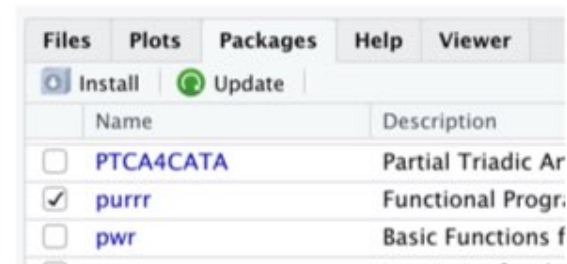 Files Plots Packages Help Viewer
Install Update
Name Description
PTCA4CATA Partial Triadic
purrr Functional
pwr Basic Functions